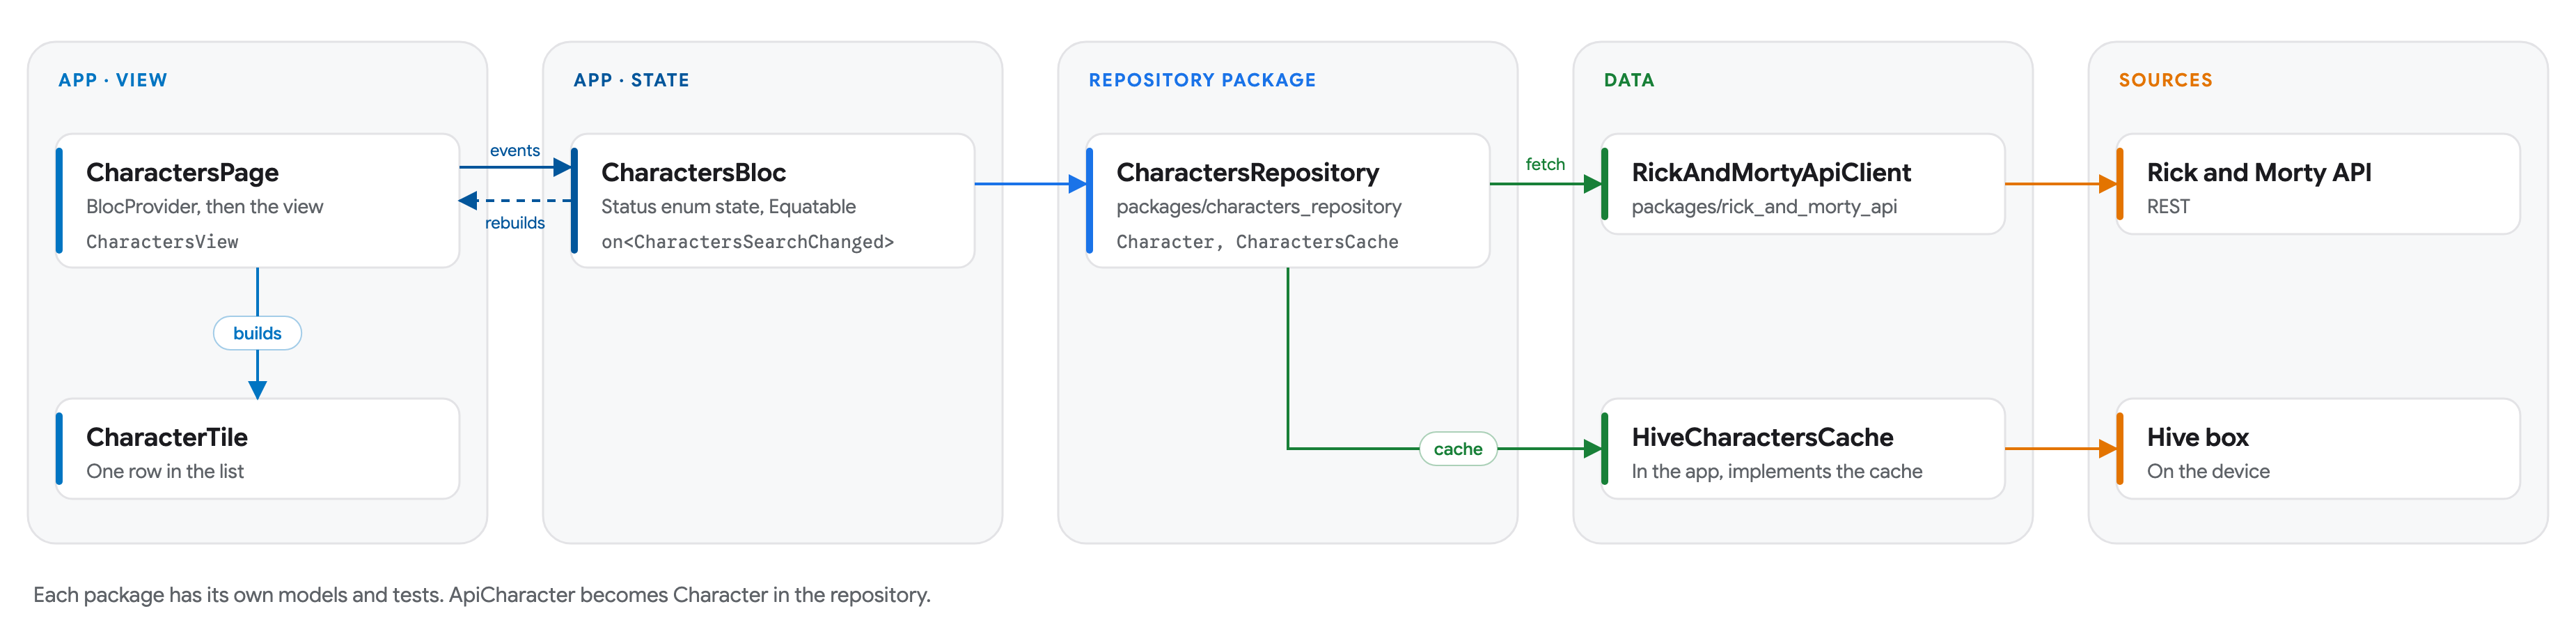 APP · VIEW
CharactersPage
BlocProvider, then the view
CharactersView
builds
CharacterTile
One row in the list
events
rebuilds
APP · STATE
CharactersBloc
Status enum state, Equatable
on<CharactersSearchChanged>
REPOSITORY PACKAGE
CharactersRepository
packages/characters_repository
Character, CharactersCache
fetch
cache
DATA
RickAndMortyApiClient
packages/rick_and_morty_api
HiveCharactersCache
In the app, implements the cache
SOURCES
Rick and Morty API
REST
Hive box
On the device
Each package has its own models and tests. ApiCharacter becomes Character in the repository.